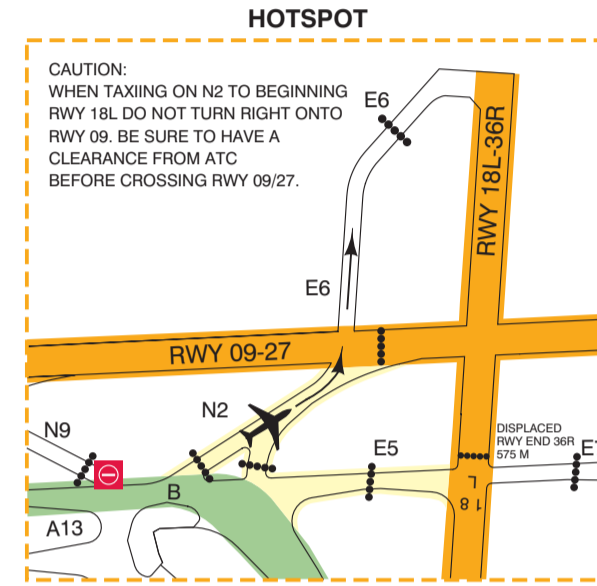 HOTSPOT
CAUTION:
WHEN TAXIING ON N2 TO BEGINNING
RWY 18L DO NOT TURN RIGHT ONTO
RWY 09. BE SURE TO HAVE A
CLEARANCE FROM ATC
BEFORE CROSSING RWY 09/27.
E6
RWY 18L-36R
E6
RWY 09-27
N2
N9
DISPLACED
RWY END 36R
575 M
E5
B
18
L
A13